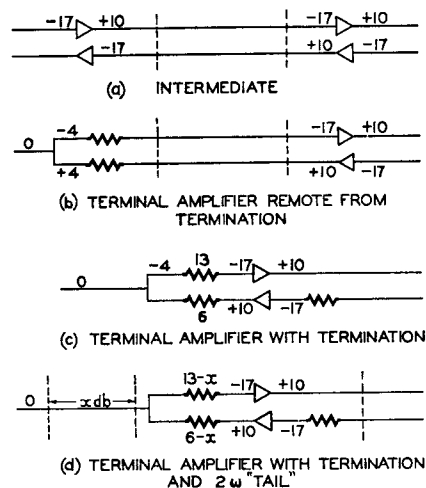 -17 +10 -17 +10
-17 +10 -17
(a) INTERMEDIATE
0 -4 -17 +10
+4 +10 -17
(b) TERMINAL AMPLIFIER REMOTE FROM
TERMINATION
0 -4 13 -17 +10
6 +10 -17
(c) TERMINAL AMPLIFIER WITH TERMINATION
0 x db 13-x -17 +10
6-x +10 -17
(d) TERMINAL AMPLIFIER WITH TERMINATION
AND 2ω "TAIL"